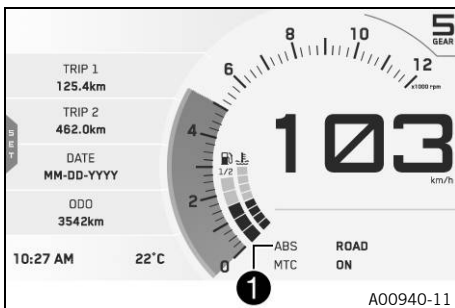 TRIP 1
125.4km
TRIP 2
462.0km
DATE
MM-DD-YYYY
ODO
3542km
10:27 AM 22°C
SET
0
2
4
6
8
10
12
x1000 rpm
5
GEAR
1/2
103
km/h
ABS ROAD
MTC ON
1
A00940-11